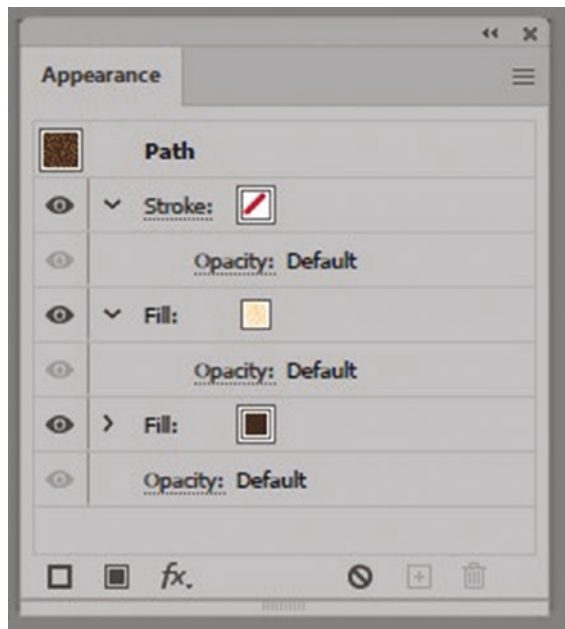 Appearance
Path
Stroke:
Opacity: Default
Fill:
Opacity: Default
Fill:
Opacity: Default
fx.